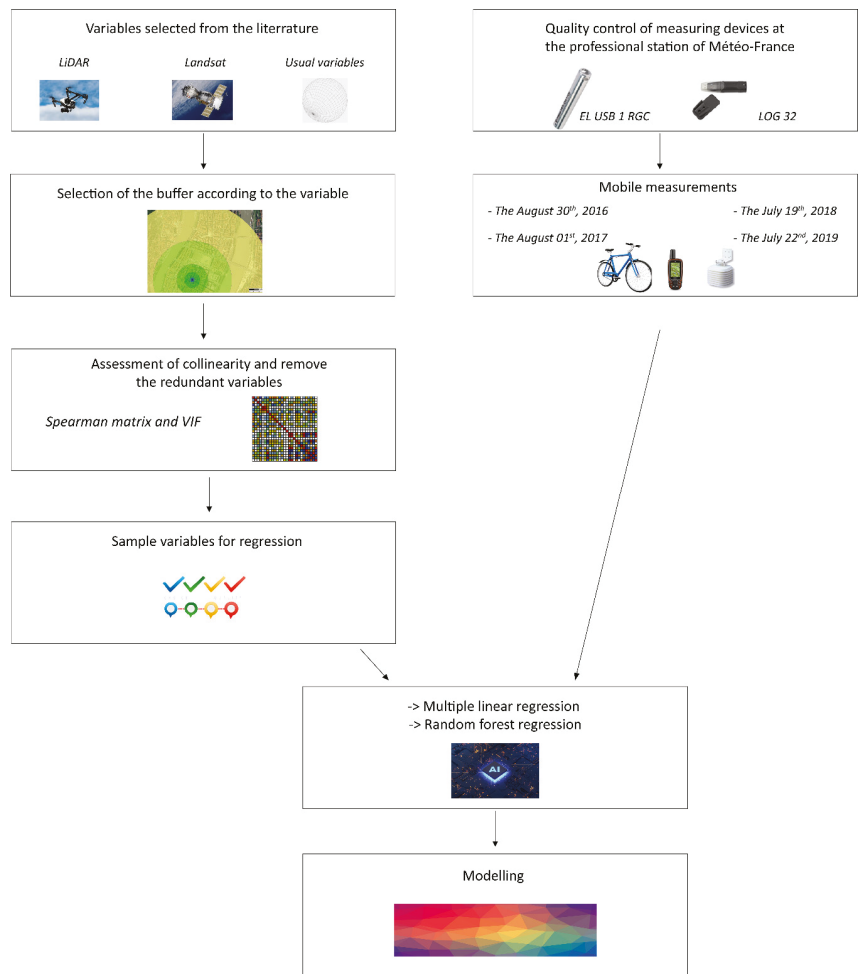 Variables selected from the literrature
LiDAR
Landsat
Usual variables
Selection of the buffer according to the variable
Assessment of collinearity and remove
the redundant variables
Spearman matrix and VIF
Sample variables for regression
Quality control of measuring devices at
the professional station of Météo-France
EL USB 1 RGC
LOG 32
Mobile measurements
- The August 30th, 2016
- The July 19th, 2018
- The August 01st, 2017
- The July 22nd, 2019
-> Multiple linear regression
-> Random forest regression
AI
Modelling